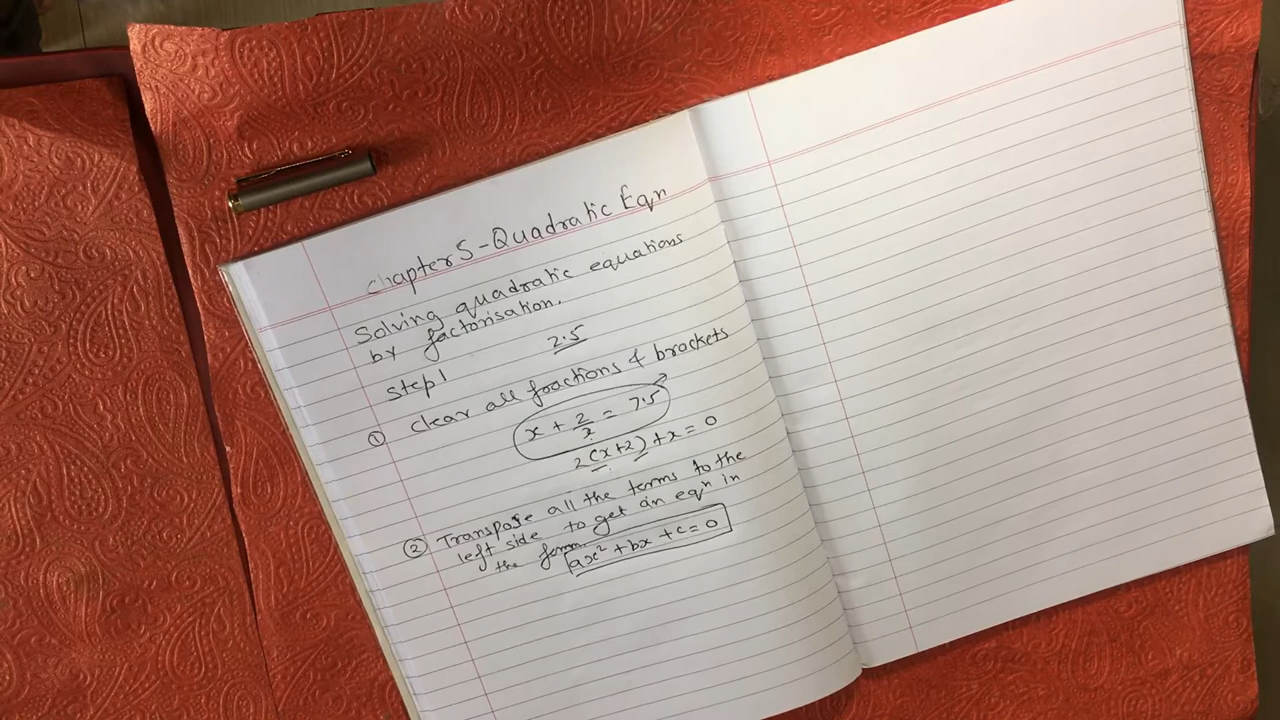 Chapter 5 - Quadratic Eqn
Solving quadratic equations
by factorisation.
2.5
step 1
① clear all fractions & brackets
x + 2/x = 7.5
2(x+2) + x = 0
② Transpose all the terms to the
left side to get an eqⁿ in
the form
ax² + bx + c = 0